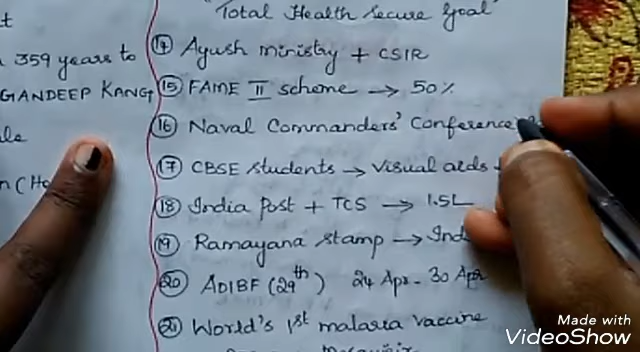 t
359 years to
GANDEEP KANG
ale
n (He
"Total Health Secure Goal"
14 Ayush ministry + CSIR
15 FAME II scheme → 50%
16 Naval Commanders' Conference
17 CBSE students → Visual aids
18 India Post + TCS → 1.5L
19 Ramayana stamp → Ind
20 ADIBF (29th) 24 Apr - 30 Apr
21 World's 1st malaria vaccine
Made with
VideoShow